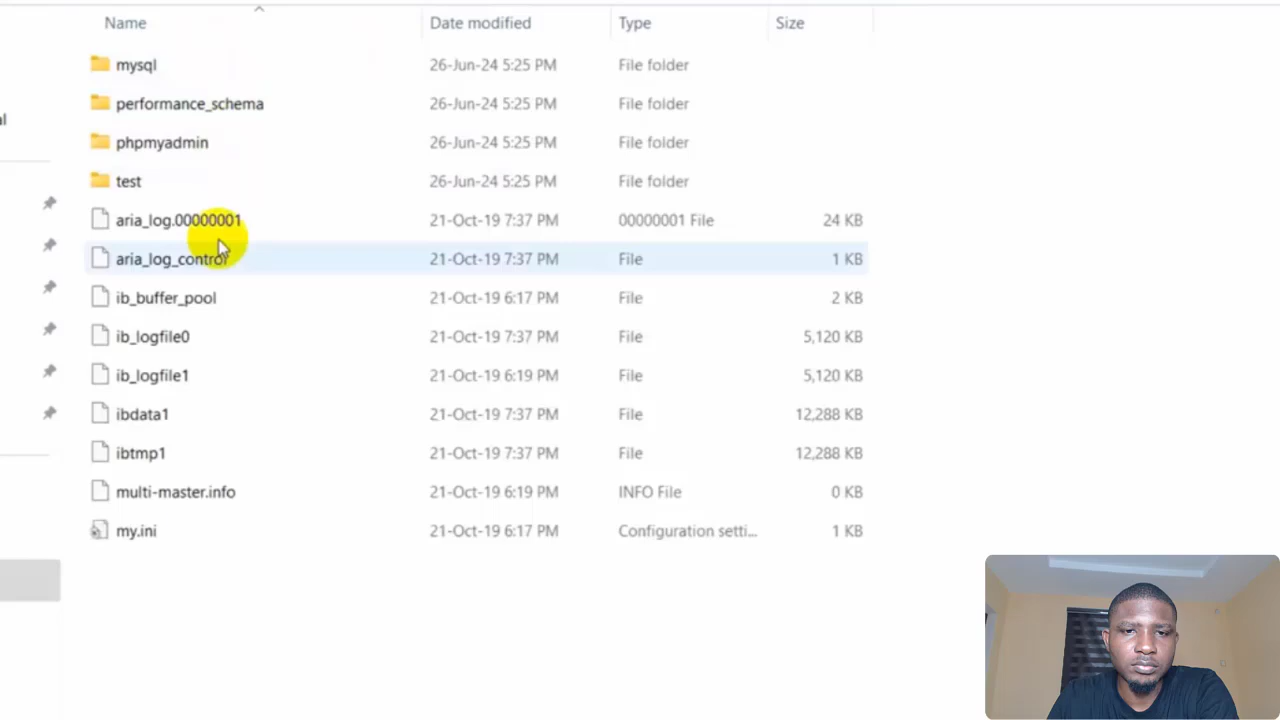 Name Date modified Type Size
mysql 26-Jun-24 5:25 PM File folder
performance_schema 26-Jun-24 5:25 PM File folder
phpmyadmin 26-Jun-24 5:25 PM File folder
test 26-Jun-24 5:25 PM File folder
aria_log.00000001 21-Oct-19 7:37 PM 00000001 File 24 KB
aria_log_control 21-Oct-19 7:37 PM File 1 KB
ib_buffer_pool 21-Oct-19 6:17 PM File 2 KB
ib_logfile0 21-Oct-19 7:37 PM File 5,120 KB
ib_logfile1 21-Oct-19 6:19 PM File 5,120 KB
ibdata1 21-Oct-19 7:37 PM File 12,288 KB
ibtmp1 21-Oct-19 7:37 PM File 12,288 KB
multi-master.info 21-Oct-19 6:19 PM INFO File 0 KB
my.ini 21-Oct-19 6:17 PM Configuration setti... 1 KB